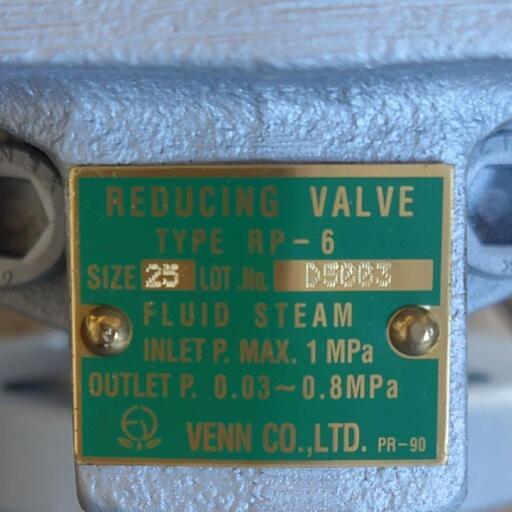 REDUCING VALVE
TYPE RP-6
SIZE 25 LOT.No. D5003
FLUID STEAM
INLET P. MAX. 1 MPa
OUTLET P. 0.03~0.8MPa
VENN CO.,LTD. PR-90